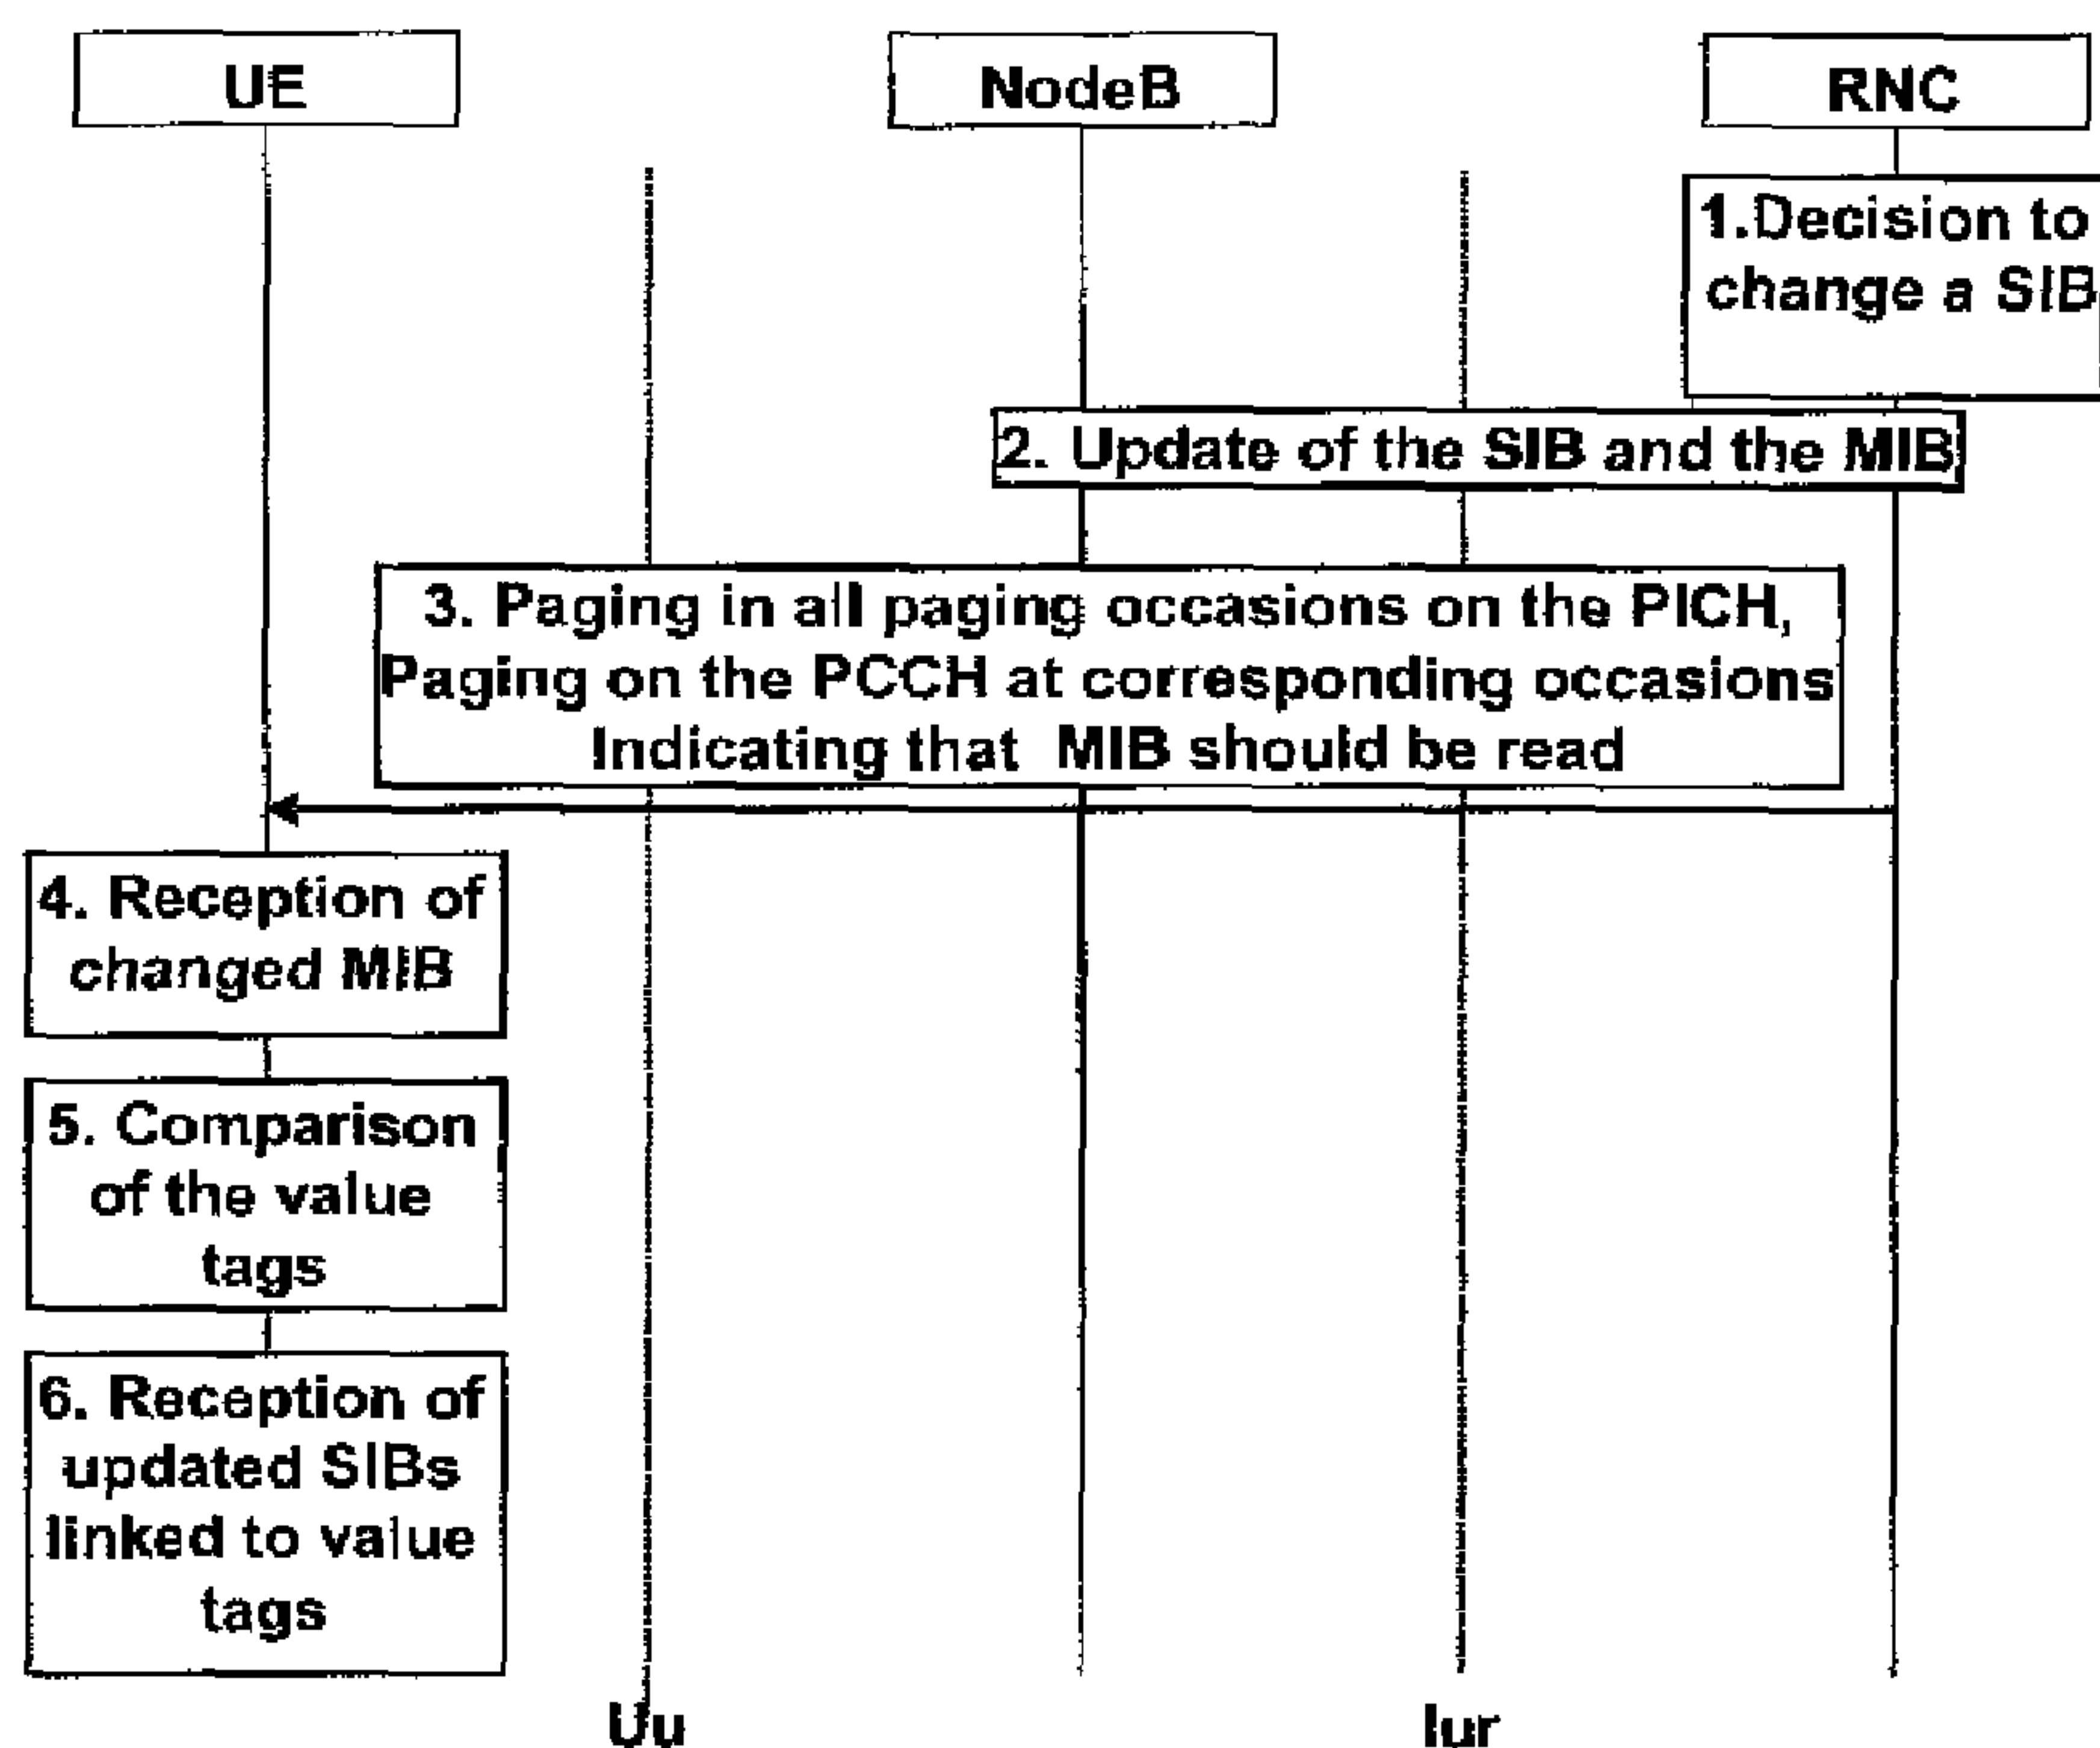 UE
NodeB
RNC
1.Decision to
change a SIB
2. Update of the SIB and the MIB
3. Paging in all paging occasions on the PICH,
Paging on the PCCH at corresponding occasions
Indicating that MIB should be read
4. Reception of
changed MIB
5. Comparison
of the value
tags
6. Reception of
updated SIBs
linked to value
tags
Uu
Iur